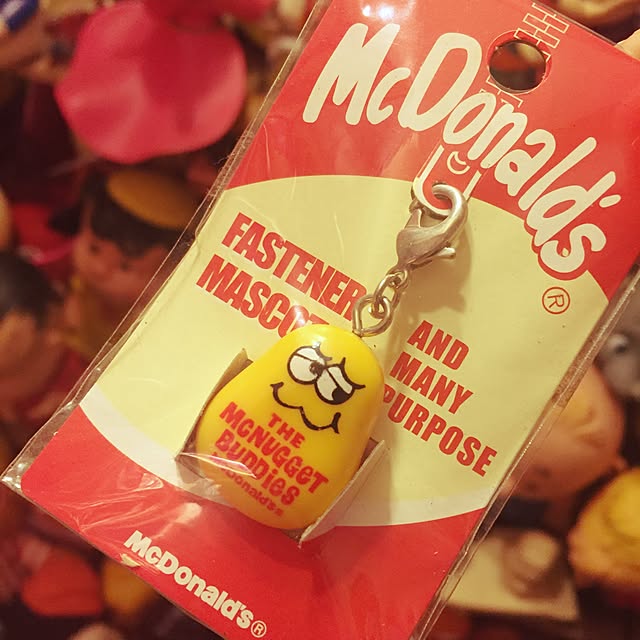 McDonald's®
FASTENER
MASCOT
AND
MANY
PURPOSE
THE
McNUGGET
BUDDieS
McDonald's®
McDonald's®